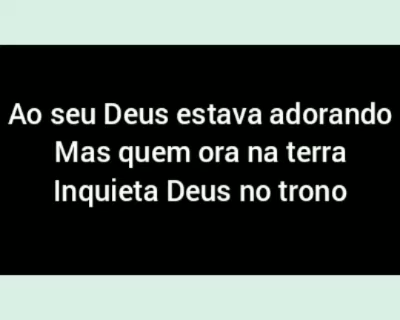 Ao seu Deus estava adorando
Mas quem ora na terra
Inquieta Deus no trono